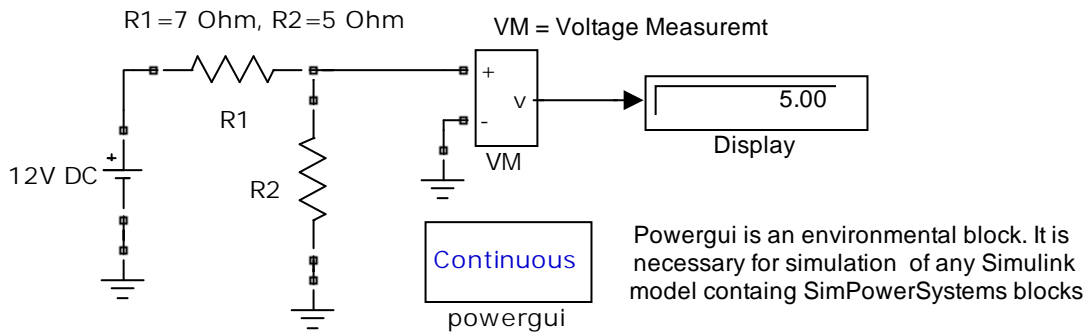 R1=7 Ohm, R2=5 Ohm
VM = Voltage Measuremt
+
v
-
5.00
R1
VM
Display
+
12V DC
R2
Continuous
powergui
Powergui is an environmental block. It is
necessary for simulation of any Simulink
model containg SimPowerSystems blocks